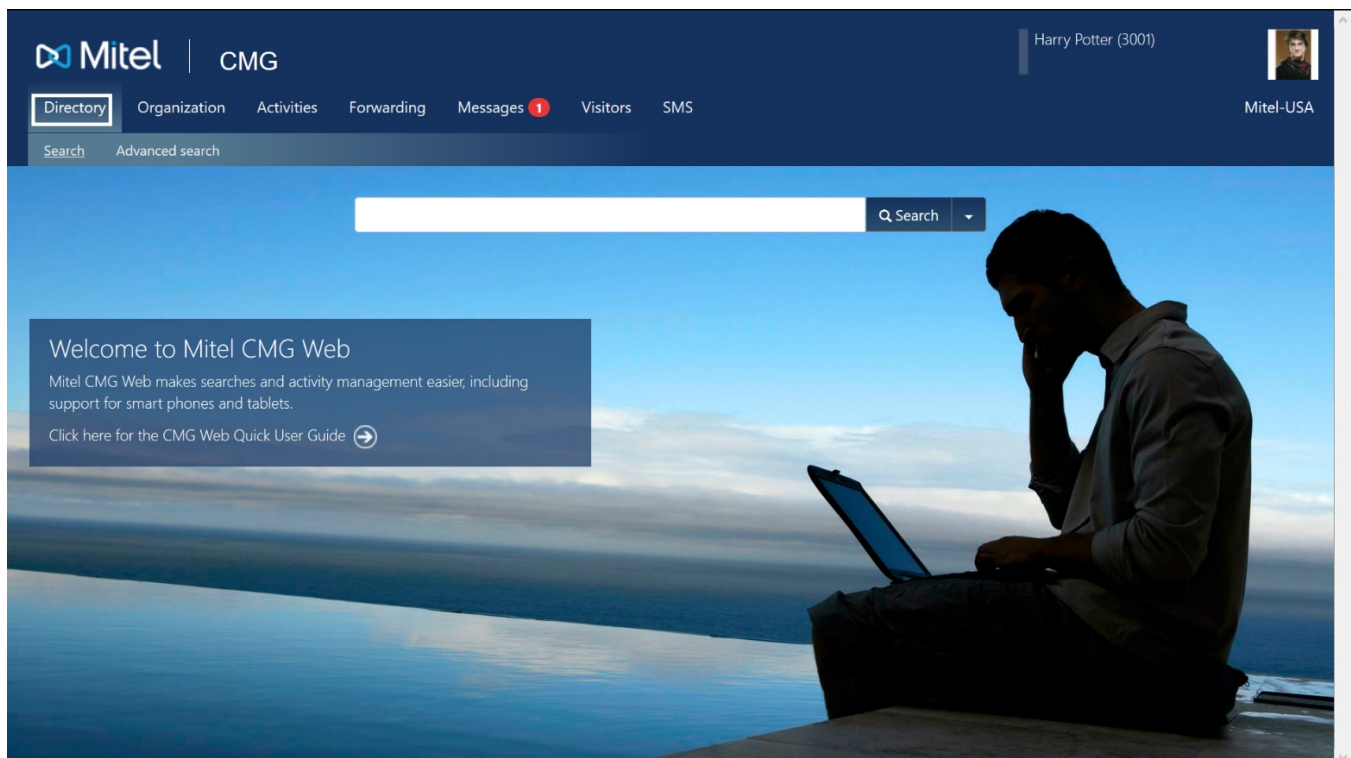 Mitel CMG
Harry Potter (3001)
Directory Organization Activities Forwarding Messages 1 Visitors SMS
Mitel-USA
Search Advanced search
Search
Welcome to Mitel CMG Web
Mitel CMG Web makes searches and activity management easier, including
support for smart phones and tablets.
Click here for the CMG Web Quick User Guide